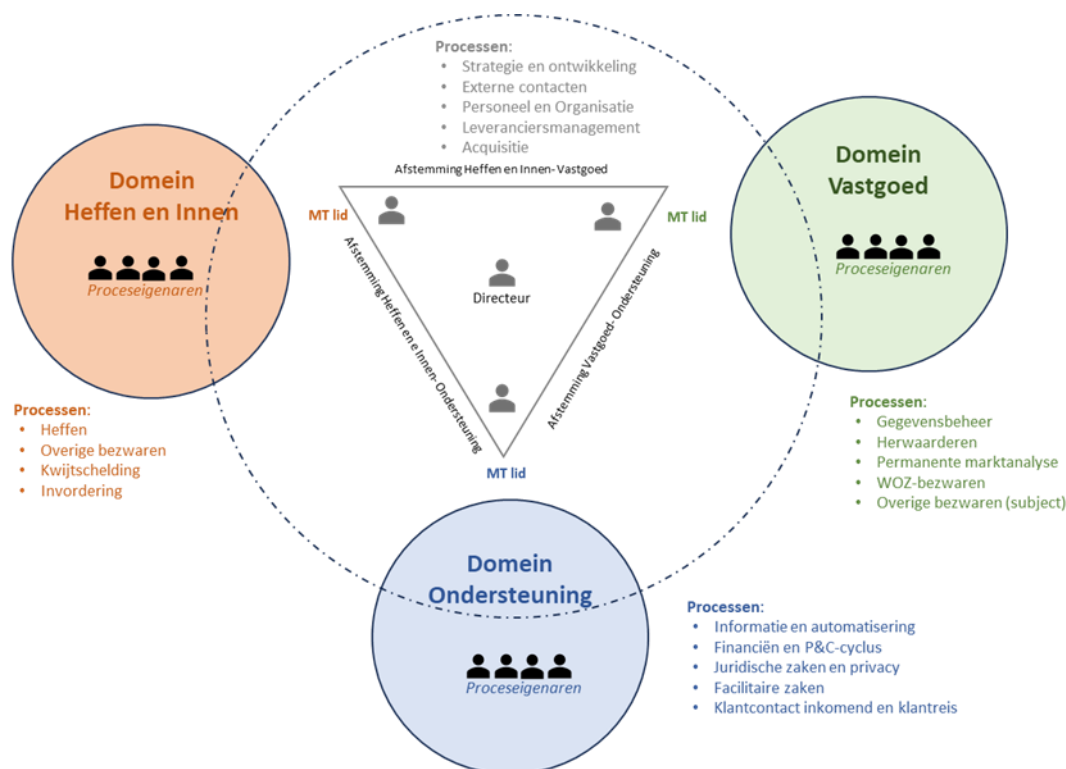 Processen:
• Strategie en ontwikkeling
• Externe contacten
• Personeel en Organisatie
• Leveranciersmanagement
• Acquisitie
Afstemming Heffen en Innen- Vastgoed
Domein
Heffen en Innen
Proceseigenaren
MT lid
MT lid
Domein
Vastgoed
Proceseigenaren
Directeur
Afstemming Heffen en e Innen- Ondersteuning
Afstemming Vastgoed- Ondersteuning
MT lid
Processen:
• Heffen
• Overige bezwaren
• Kwijtschelding
• Invordering
Processen:
• Gegevensbeheer
• Herwaarderen
• Permanente marktanalyse
• WOZ-bezwaren
• Overige bezwaren (subject)
Domein
Ondersteuning
Proceseigenaren
Processen:
• Informatie en automatisering
• Financiën en P&C-cyclus
• Juridische zaken en privacy
• Facilitaire zaken
• Klantcontact inkomend en klantreis